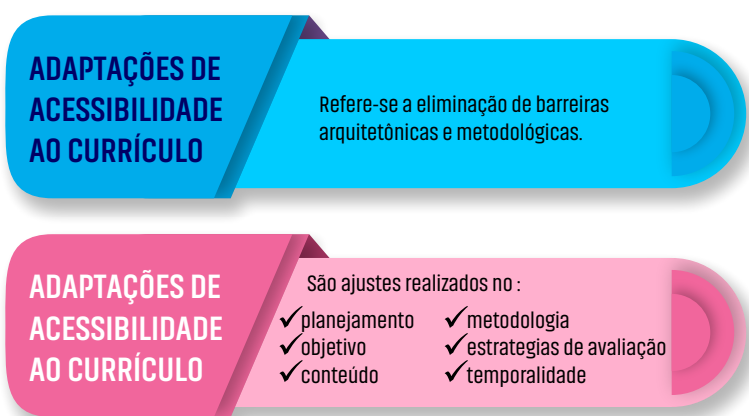 ADAPTAÇÕES DE
ACESSIBILIDADE
AO CURRÍCULO
Refere-se a eliminação de barreiras
arquitetônicas e metodológicas.
ADAPTAÇÕES DE
ACESSIBILIDADE
AO CURRÍCULO
São ajustes realizados no :
✓planejamento ✓metodologia
✓objetivo ✓estrategias de avaliação
✓conteúdo ✓temporalidade